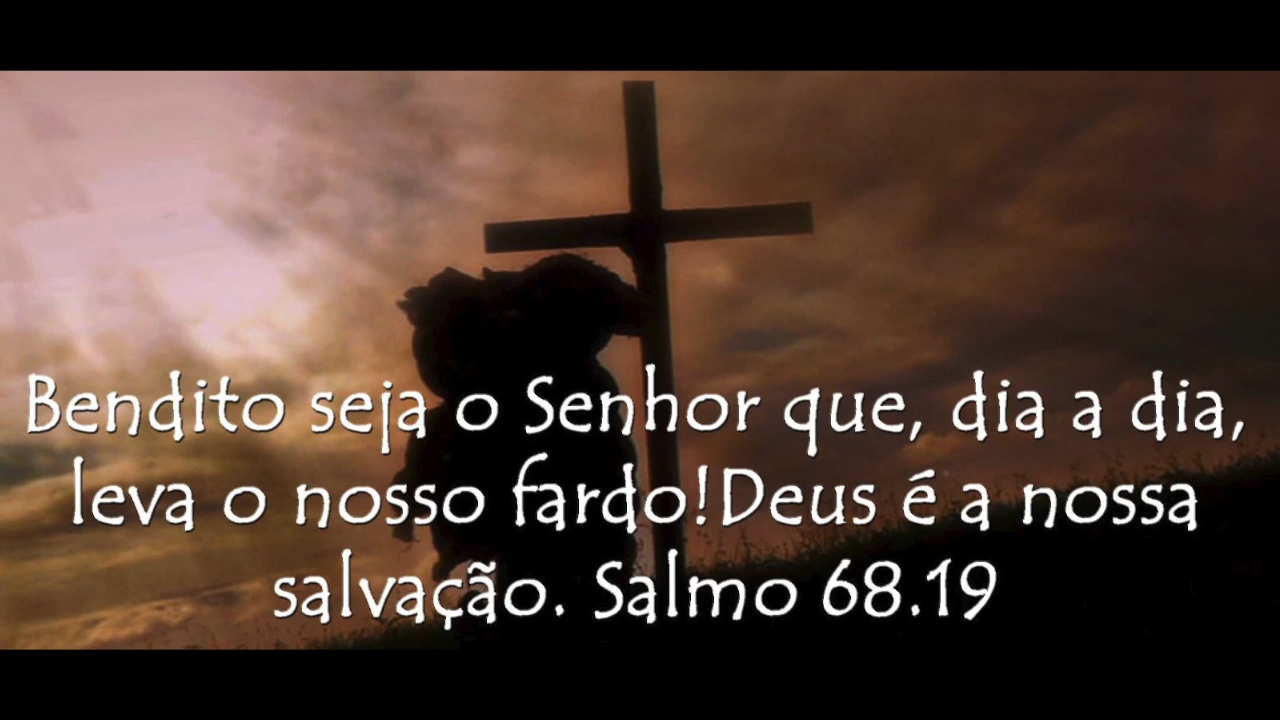 Bendito seja o Senhor que, dia a dia,
leva o nosso fardo!Deus é a nossa
salvação. Salmo 68.19